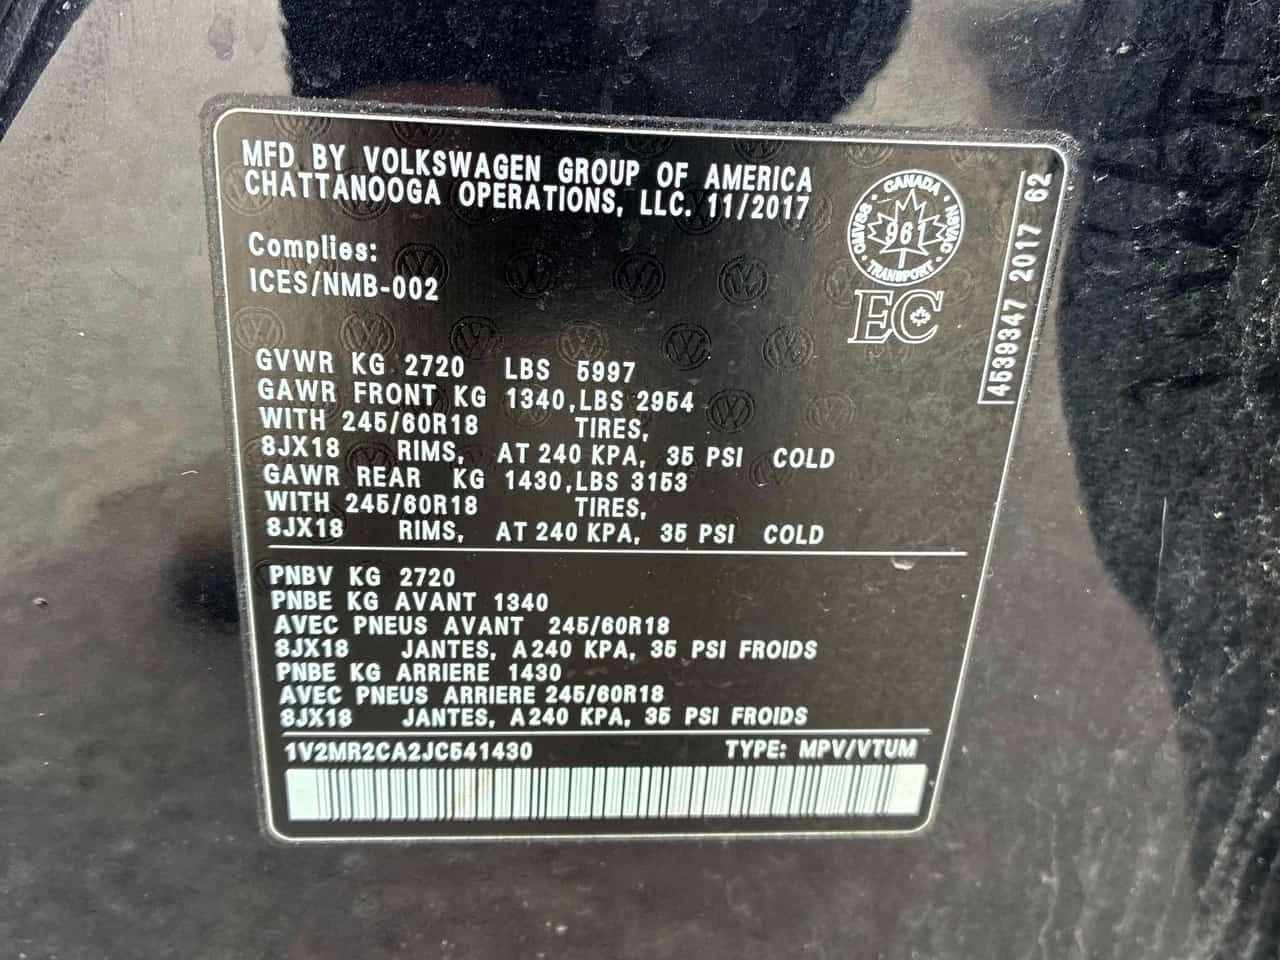 MFD BY VOLKSWAGEN GROUP OF AMERICA
CHATTANOOGA OPERATIONS, LLC. 11/2017
Complies:
ICES/NMB-002
CANADA
CMVSS
NSVAC
961
TRANSPORT
EC
4539347 2017 62
GVWR KG 2720 LBS 5997
GAWR FRONT KG 1340,LBS 2954
WITH 245/60R18 TIRES,
8JX18 RIMS, AT 240 KPA, 35 PSI COLD
GAWR REAR KG 1430,LBS 3153
WITH 245/60R18 TIRES,
8JX18 RIMS, AT 240 KPA, 35 PSI COLD
PNBV KG 2720
PNBE KG AVANT 1340
AVEC PNEUS AVANT 245/60R18
8JX18 JANTES, A 240 KPA, 35 PSI FROIDS
PNBE KG ARRIERE 1430
AVEC PNEUS ARRIERE 245/60R18
8JX18 JANTES, A 240 KPA, 35 PSI FROIDS
1V2MR2CA2JC541430 TYPE: MPV/VTUM